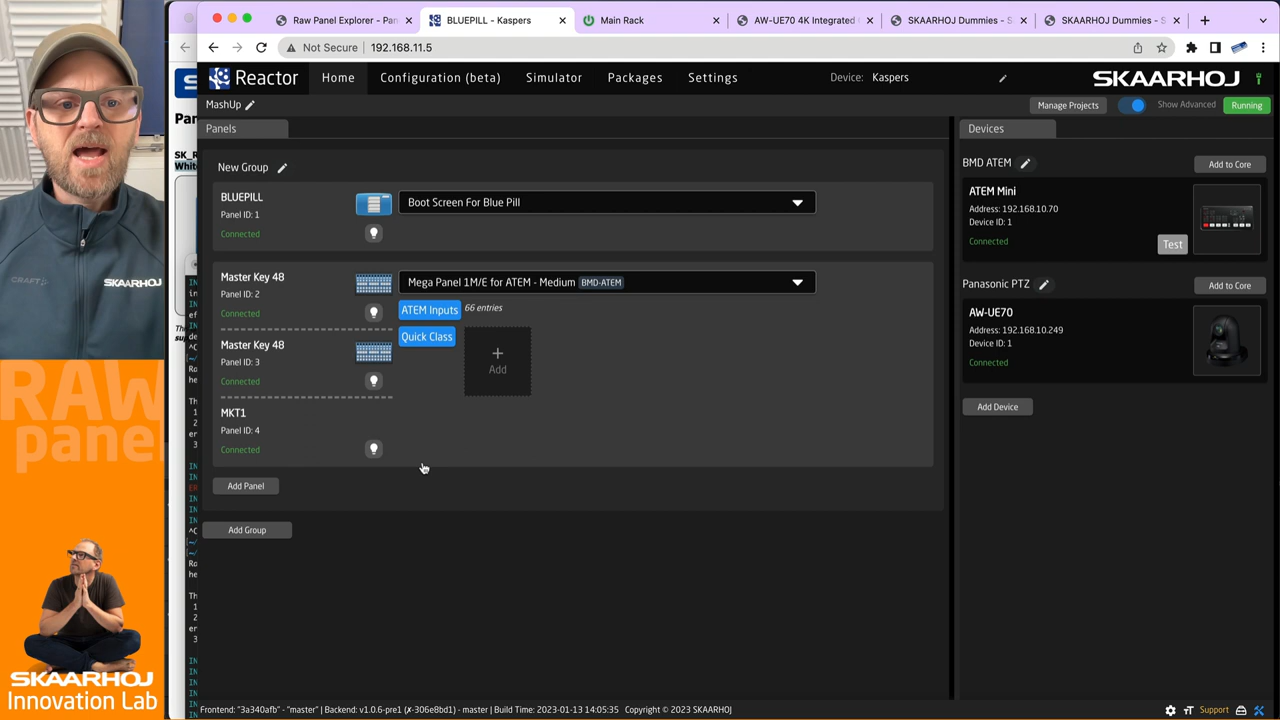 Raw Panel Explorer - Pan
BLUEPILL - Kaspers
Main Rack
AW-UE70 4K Integrated
SKAARHOJ Dummies - S
SKAARHOJ Dummies - S
Not Secure | 192.168.11.5
Reactor
Home
Configuration (beta)
Simulator
Packages
Settings
Device: Kaspers
SKAARHOJ
MashUp
Manage Projects
Show Advanced
Running
Panels
Devices
New Group
BLUEPILL
Panel ID: 1
Connected
Boot Screen For Blue Pill
Master Key 48
Panel ID: 2
Connected
Mega Panel 1M/E for ATEM - Medium BMD-ATEM
ATEM Inputs 66 entries
Quick Class
Add
Master Key 48
Panel ID: 3
Connected
MKT1
Panel ID: 4
Connected
Add Panel
Add Group
BMD ATEM
Add to Core
ATEM Mini
Address: 192.168.10.70
Device ID: 1
Connected
Test
Panasonic PTZ
Add to Core
AW-UE70
Address: 192.168.10.249
Device ID: 1
Connected
Add Device
Frontend: "3a340afb" - "master" | Backend: v1.0.6-pre1 (✗-306e8bd1) - master | Build Time: 2023-01-13 14:05:35 Copyright © 2023 SKAARHOJ
Support
CRAFT
SKAARHOJ
RAW
panel
SKAARHOJ
Innovation Lab
Par
SK_R
White